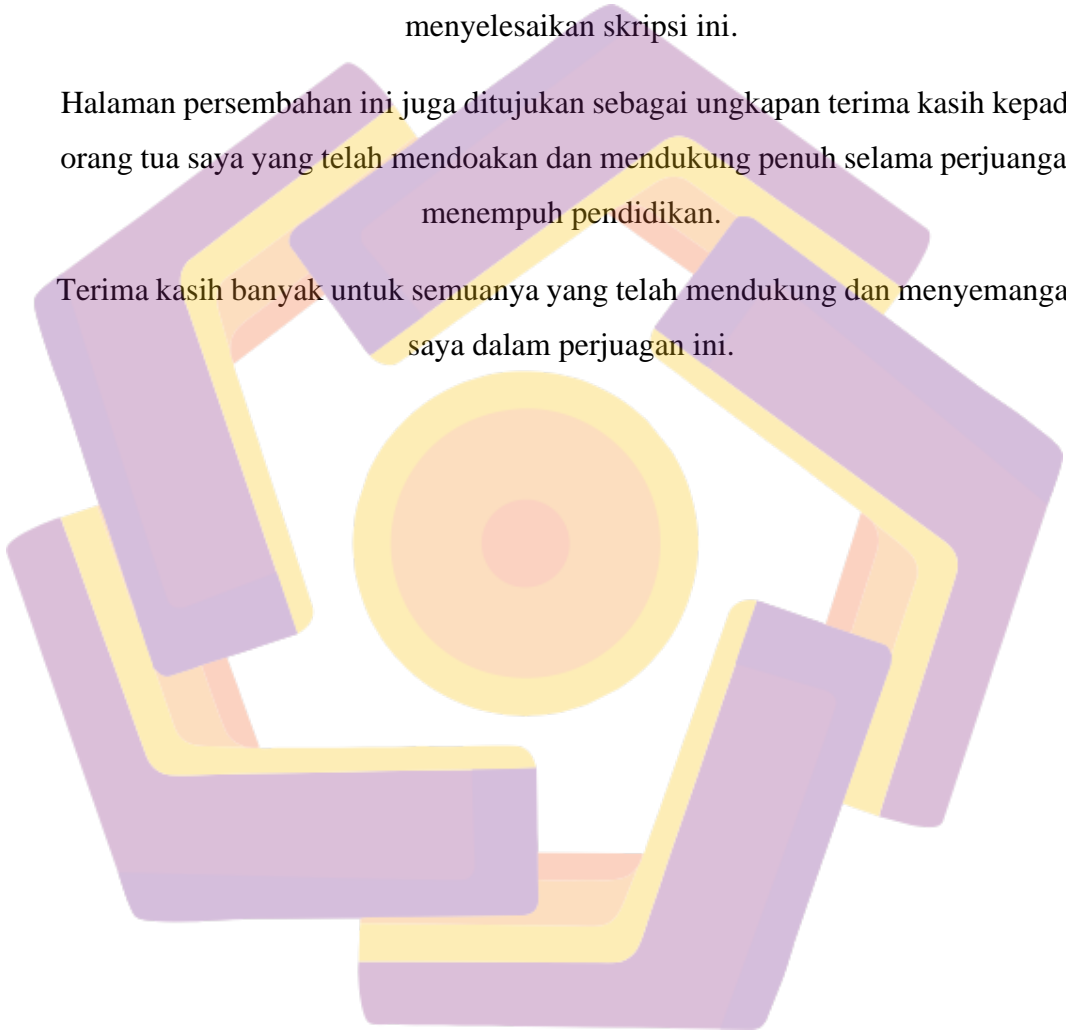 menyelesaikan skripsi ini.
Halaman persembahan ini juga ditujukan sebagai ungkapan terima kasih kepad
orang tua saya yang telah mendoakan dan mendukung penuh selama perjuanga
menempuh pendidikan.
Terima kasih banyak untuk semuanya yang telah mendukung dan menyemanga
saya dalam perjuagan ini.